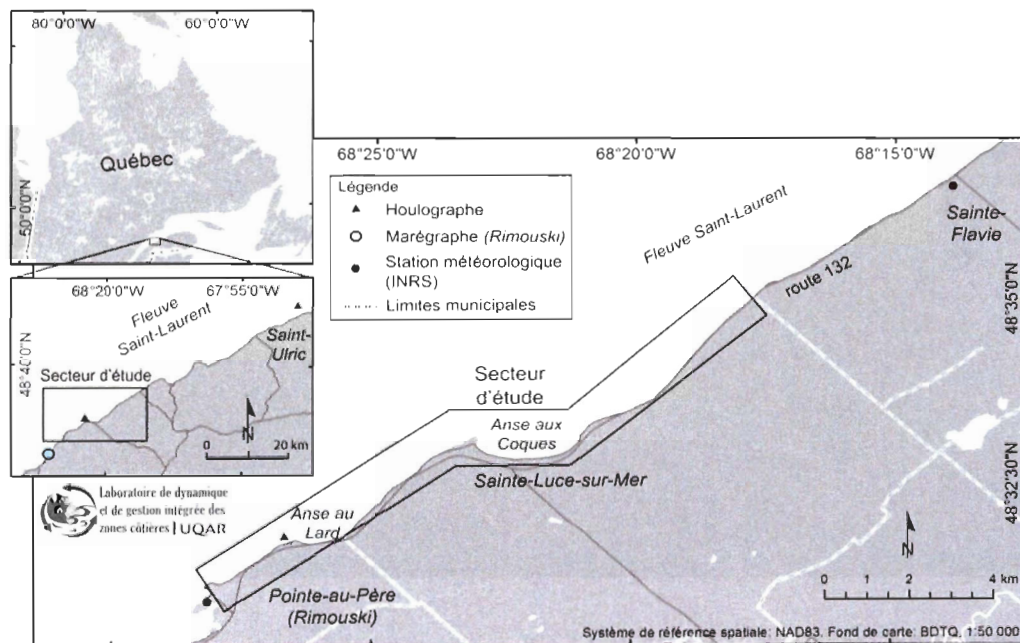 80°0'0"W
60°0'0"W
Québec
50°0'0"N
68°20'0"W
67°55'0"W
Fleuve
Saint-Laurent
Saint-
Ulric
48°40'0"N
Secteur d'étude
N
0
20 km
Laboratoire de dynamique
et de gestion intégrée des
zones côtières | UQAR
68°25'0"W
68°20'0"W
68°15'0"W
Légende
Houlographe
Marégraphe (Rimouski)
Station météorologique
(INRS)
Limites municipales
Fleuve Saint-Laurent
Sainte-
Flavie
route 132
48°35'0"N
Secteur
d'étude
Anse aux
Coques
Sainte-Luce-sur-Mer
48°32'30"N
Anse au
Lard
Pointe-au-Père
(Rimouski)
N
0 1 2 4 km
Système de référence spatiale: NAD83. Fond de carte: BDTQ, 1:50 000